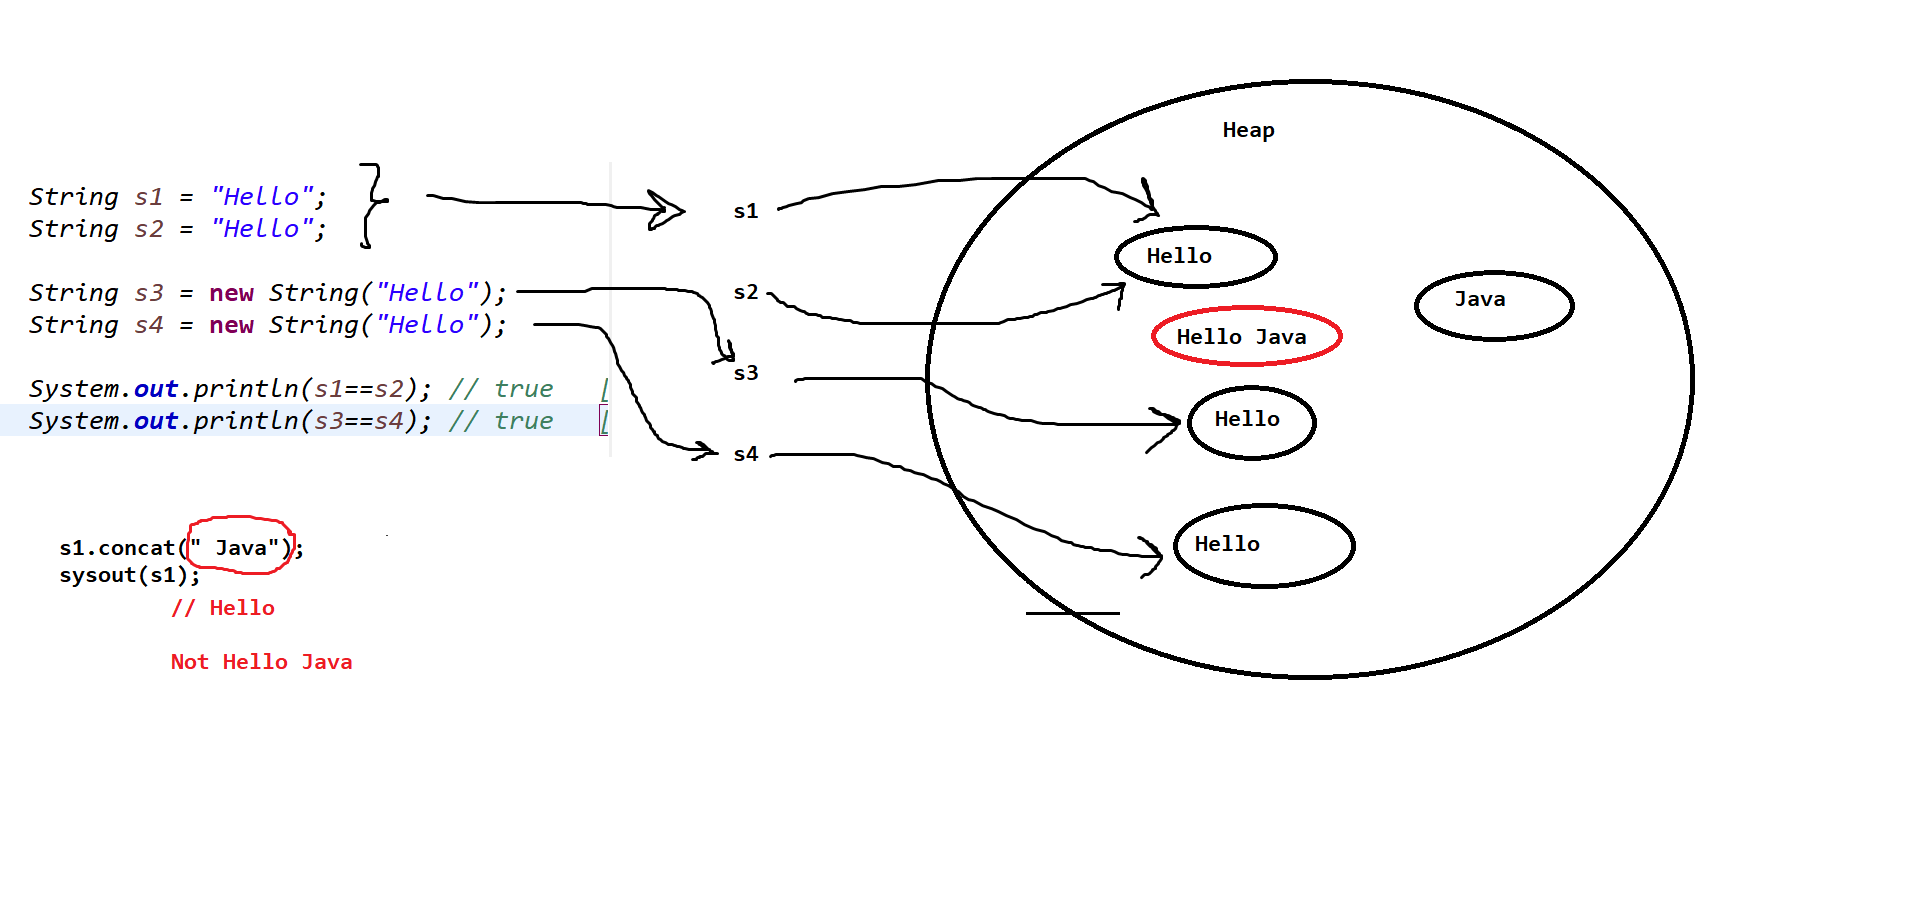 String s1 = "Hello";
String s2 = "Hello";
String s3 = new String("Hello");
String s4 = new String("Hello");
System.out.println(s1==s2); // true [
System.out.println(s3==s4); // true [
s1.concat(" Java");
sysout(s1);
// Hello
Not Hello Java
s1
s2
s3
s4
Heap
Hello
Java
Hello Java
Hello
Hello